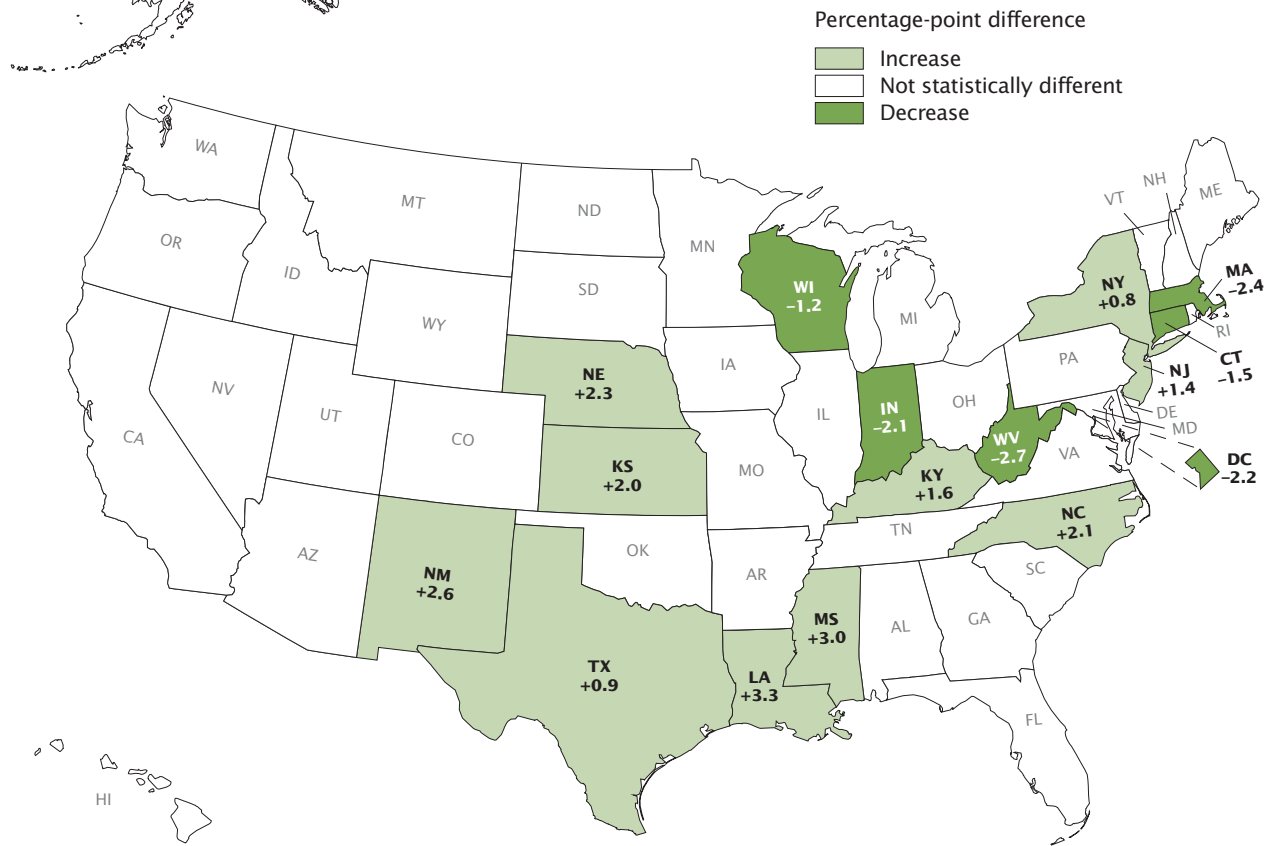 Percentage-point difference
Increase
Not statistically different
Decrease
WA
MT
ND
MN
VT
NH
ME
OR
ID
SD
WY
WI
−1.2
MI
NY
+0.8
MA
−2.4
RI
CT
−1.5
NV
UT
CA
CO
NE
+2.3
IA
IL
IN
−2.1
OH
PA
NJ
+1.4
DE
MD
KS
+2.0
MO
KY
+1.6
WV
−2.7
VA
DC
−2.2
AZ
NM
+2.6
OK
AR
TN
NC
+2.1
SC
TX
+0.9
LA
+3.3
MS
+3.0
AL
GA
FL
HI